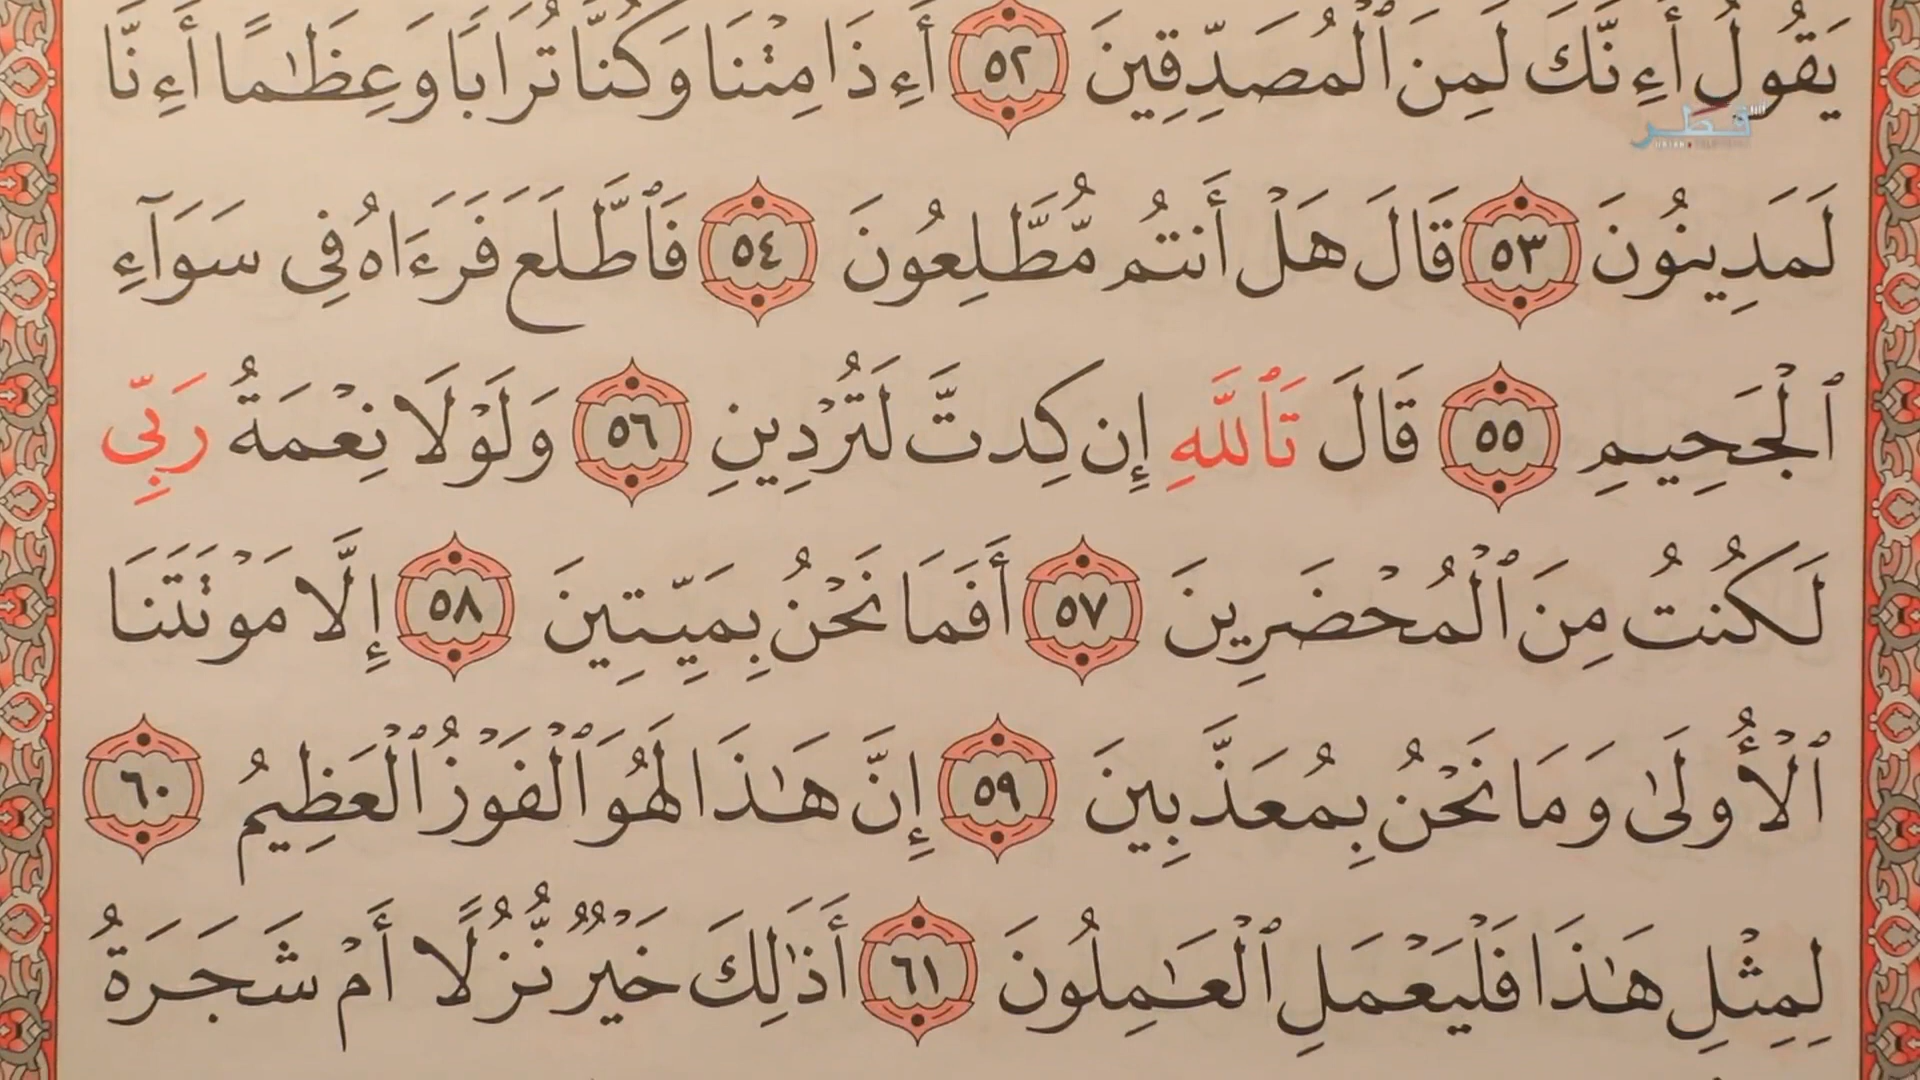 يَقُولُ أَءِنَّكَ لَمِنَ ٱلْمُصَدِّقِينَ ٥٢ أَءِذَا مِتْنَا وَكُنَّا تُرَابًا وَعِظَٰمًا أَءِنَّا
قطر
لَمَدِينُونَ ٥٣ قَالَ هَلْ أَنتُم مُّطَّلِعُونَ ٥٤ فَٱطَّلَعَ فَرَءَاهُ فِى سَوَآءِ
ٱلْجَحِيمِ ٥٥ قَالَ تَٱللَّهِ إِن كِدتَّ لَتُرْدِينِ ٥٦ وَلَوْلَا نِعْمَةُ رَبِّى
لَكُنتُ مِنَ ٱلْمُحْضَرِينَ ٥٧ أَفَمَا نَحْنُ بِمَيِّتِينَ ٥٨ إِلَّا مَوْتَتَنَا
ٱلْأُولَىٰ وَمَا نَحْنُ بِمُعَذَّبِينَ ٥٩ إِنَّ هَٰذَا لَهُوَ ٱلْفَوْزُ ٱلْعَظِيمُ ٦٠
لِمِثْلِ هَٰذَا فَلْيَعْمَلِ ٱلْعَٰمِلُونَ ٦١ أَذَٰلِكَ خَيْرٌ نُّزُلًا أَمْ شَجَرَةُ